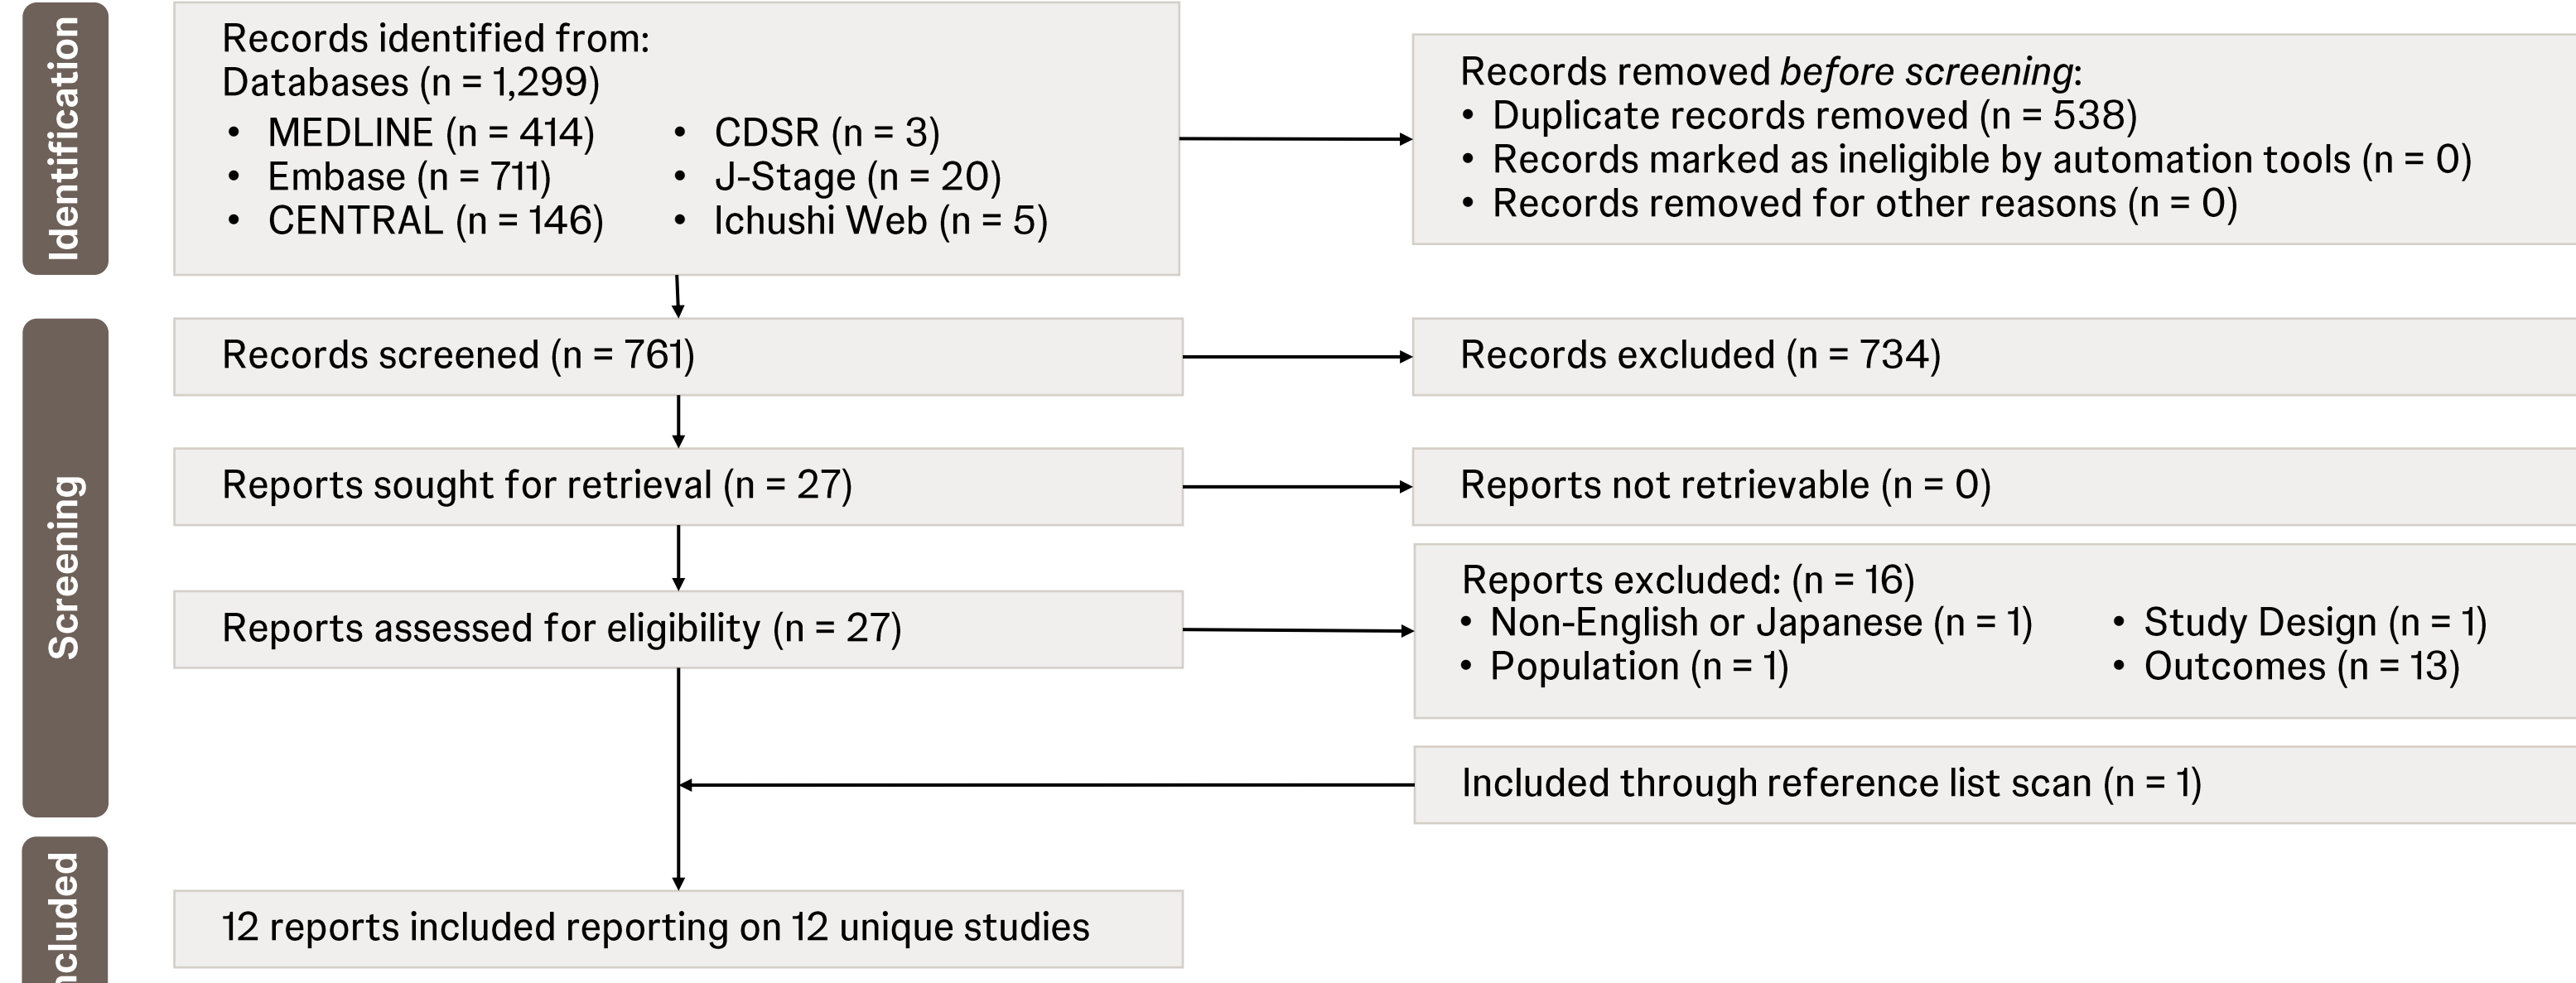 Identification
Records identified from:
Databases (n = 1,299)
• MEDLINE (n = 414)
• Embase (n = 711)
• CENTRAL (n = 146)
• CDSR (n = 3)
• J-Stage (n = 20)
• Ichushi Web (n = 5)
Records removed before screening:
• Duplicate records removed (n = 538)
• Records marked as ineligible by automation tools (n = 0)
• Records removed for other reasons (n = 0)
Screening
Records screened (n = 761)
Records excluded (n = 734)
Reports sought for retrieval (n = 27)
Reports not retrievable (n = 0)
Reports assessed for eligibility (n = 27)
Reports excluded: (n = 16)
• Non-English or Japanese (n = 1)
• Population (n = 1)
• Study Design (n = 1)
• Outcomes (n = 13)
Included through reference list scan (n = 1)
ncluded
12 reports included reporting on 12 unique studies